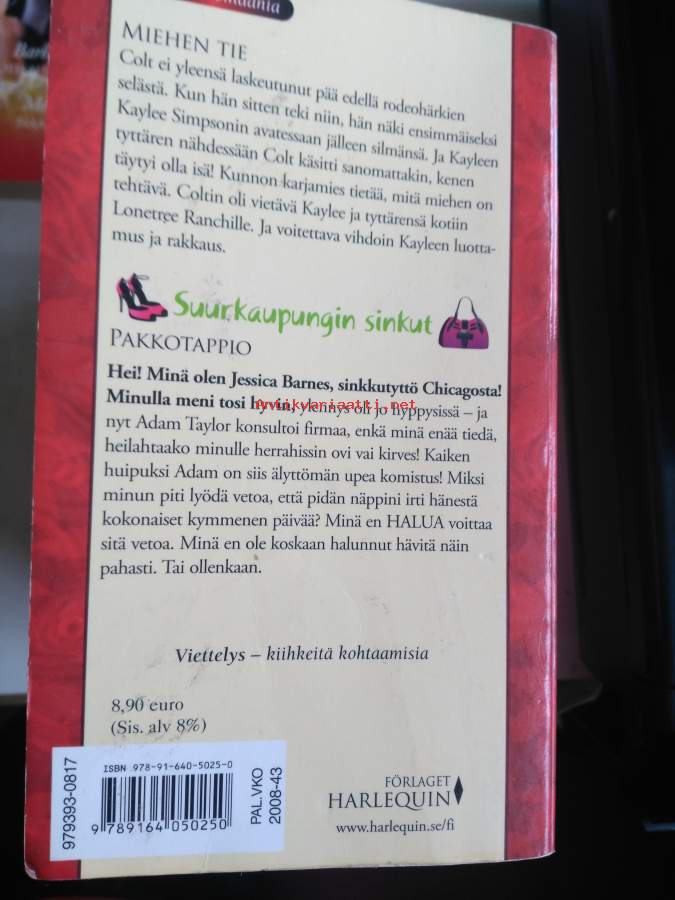 MIEHEN TIE
Colt ei yleensä laskeutunut pää edellä rodeohärkien
selästä. Kun hän sitten teki niin, hän näki ensimmäiseksi
Kaylee Simpsonin avatessaan jälleen silmänsä. Ja Kayleen
tyttären nähdessään Colt käsitti sanomattakin, kenen
täytyi olla isä! Kunnon karjamies tietää, mitä miehen on
tehtävä. Coltin oli vietävä Kaylee ja tyttärensä kotiin
Lonetree Ranchille. Ja voitettava vihdoin Kayleen luotta-
mus ja rakkaus.
Suurkaupungin sinkut
PAKKOTAPPIO
Hei! Minä olen Jessica Barnes, sinkkutyttö Chicagosta!
Minulla meni tosi hyvin, ylennys oli jo hyppysissä – ja
Antikvariaatti.net
nyt Adam Taylor konsultoi firmaa, enkä minä enää tiedä,
heilahtaako minulle herrahissin ovi vai kirves! Kaiken
huipuksi Adam on siis älyttömän upea komistus! Miksi
minun piti lyödä vetoa, että pidän näppini irti hänestä
kokonaiset kymmenen päivää? Minä en HALUA voittaa
sitä vetoa. Minä en ole koskaan halunnut hävitä näin
pahasti. Tai ollenkaan.
Viettelys – kiihkeitä kohtaamisia
8,90 euro
(Sis. alv 8%)
979393-0817
ISBN 978-91-640-5025-0
9 789164 050250
PAL.VKO
2008-43
FÖRLAGET
HARLEQUIN
www.harlequin.se/fi